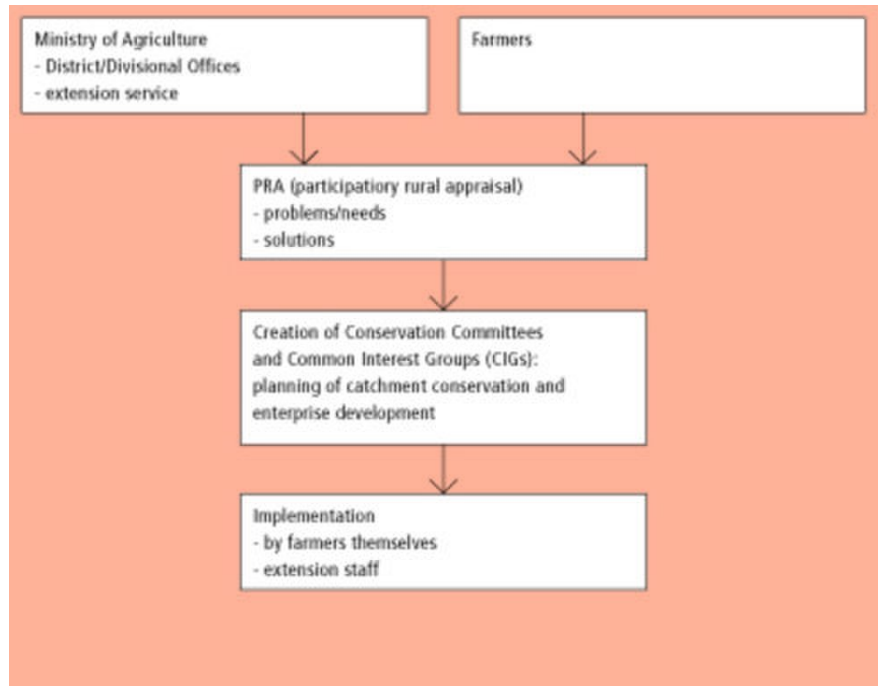 Ministry of Agriculture
- District/Divisional Offices
- extension service
Farmers
PRA (participatiory rural appraisal)
- problems/needs
- solutions
Creation of Conservation Committees
and Common Interest Groups (CIGs):
planning of catchment conservation and
enterprise development
Implementation
- by farmers themselves
- extension staff